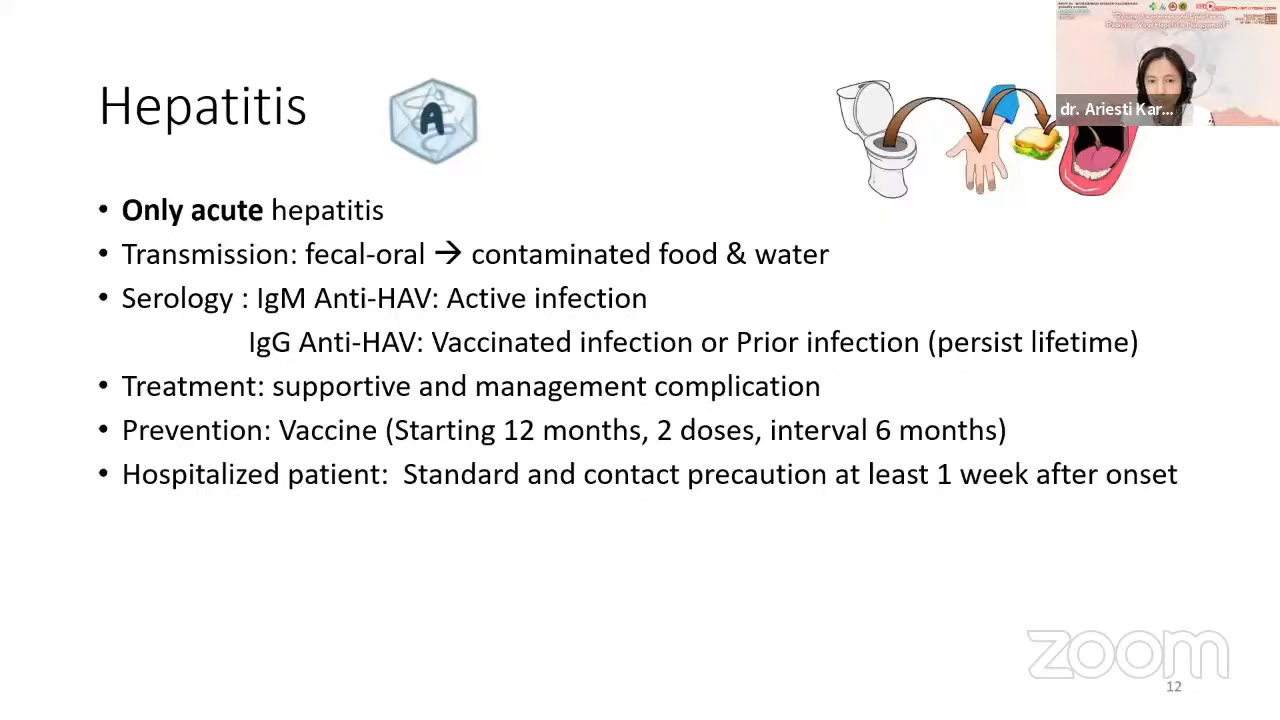 Hepatitis
A
dr. Ariesti Kar...
• Only acute hepatitis
• Transmission: fecal-oral → contaminated food & water
• Serology : IgM Anti-HAV: Active infection
IgG Anti-HAV: Vaccinated infection or Prior infection (persist lifetime)
• Treatment: supportive and management complication
• Prevention: Vaccine (Starting 12 months, 2 doses, interval 6 months)
• Hospitalized patient: Standard and contact precaution at least 1 week after onset
zoom
12